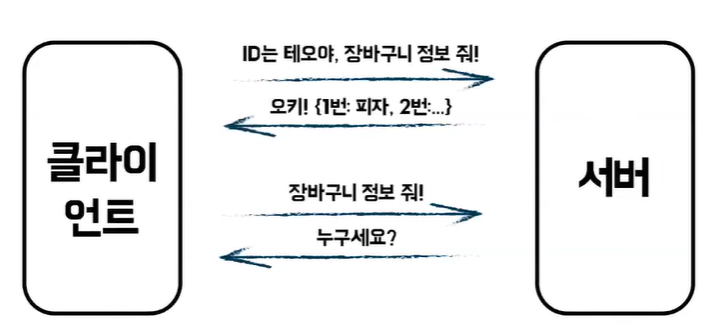 ID는 테오야, 장바구니 정보 줘!
오키! {1번: 피자, 2번:...}
클라이
언트
서버
장바구니 정보 줘!
누구세요?